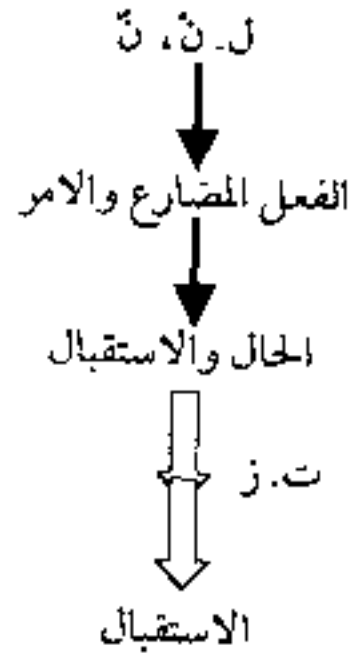 ل. نْ، نّ
الفعل المضارع والامر
الحال والاستقبال
ت. ز
الاستقبال